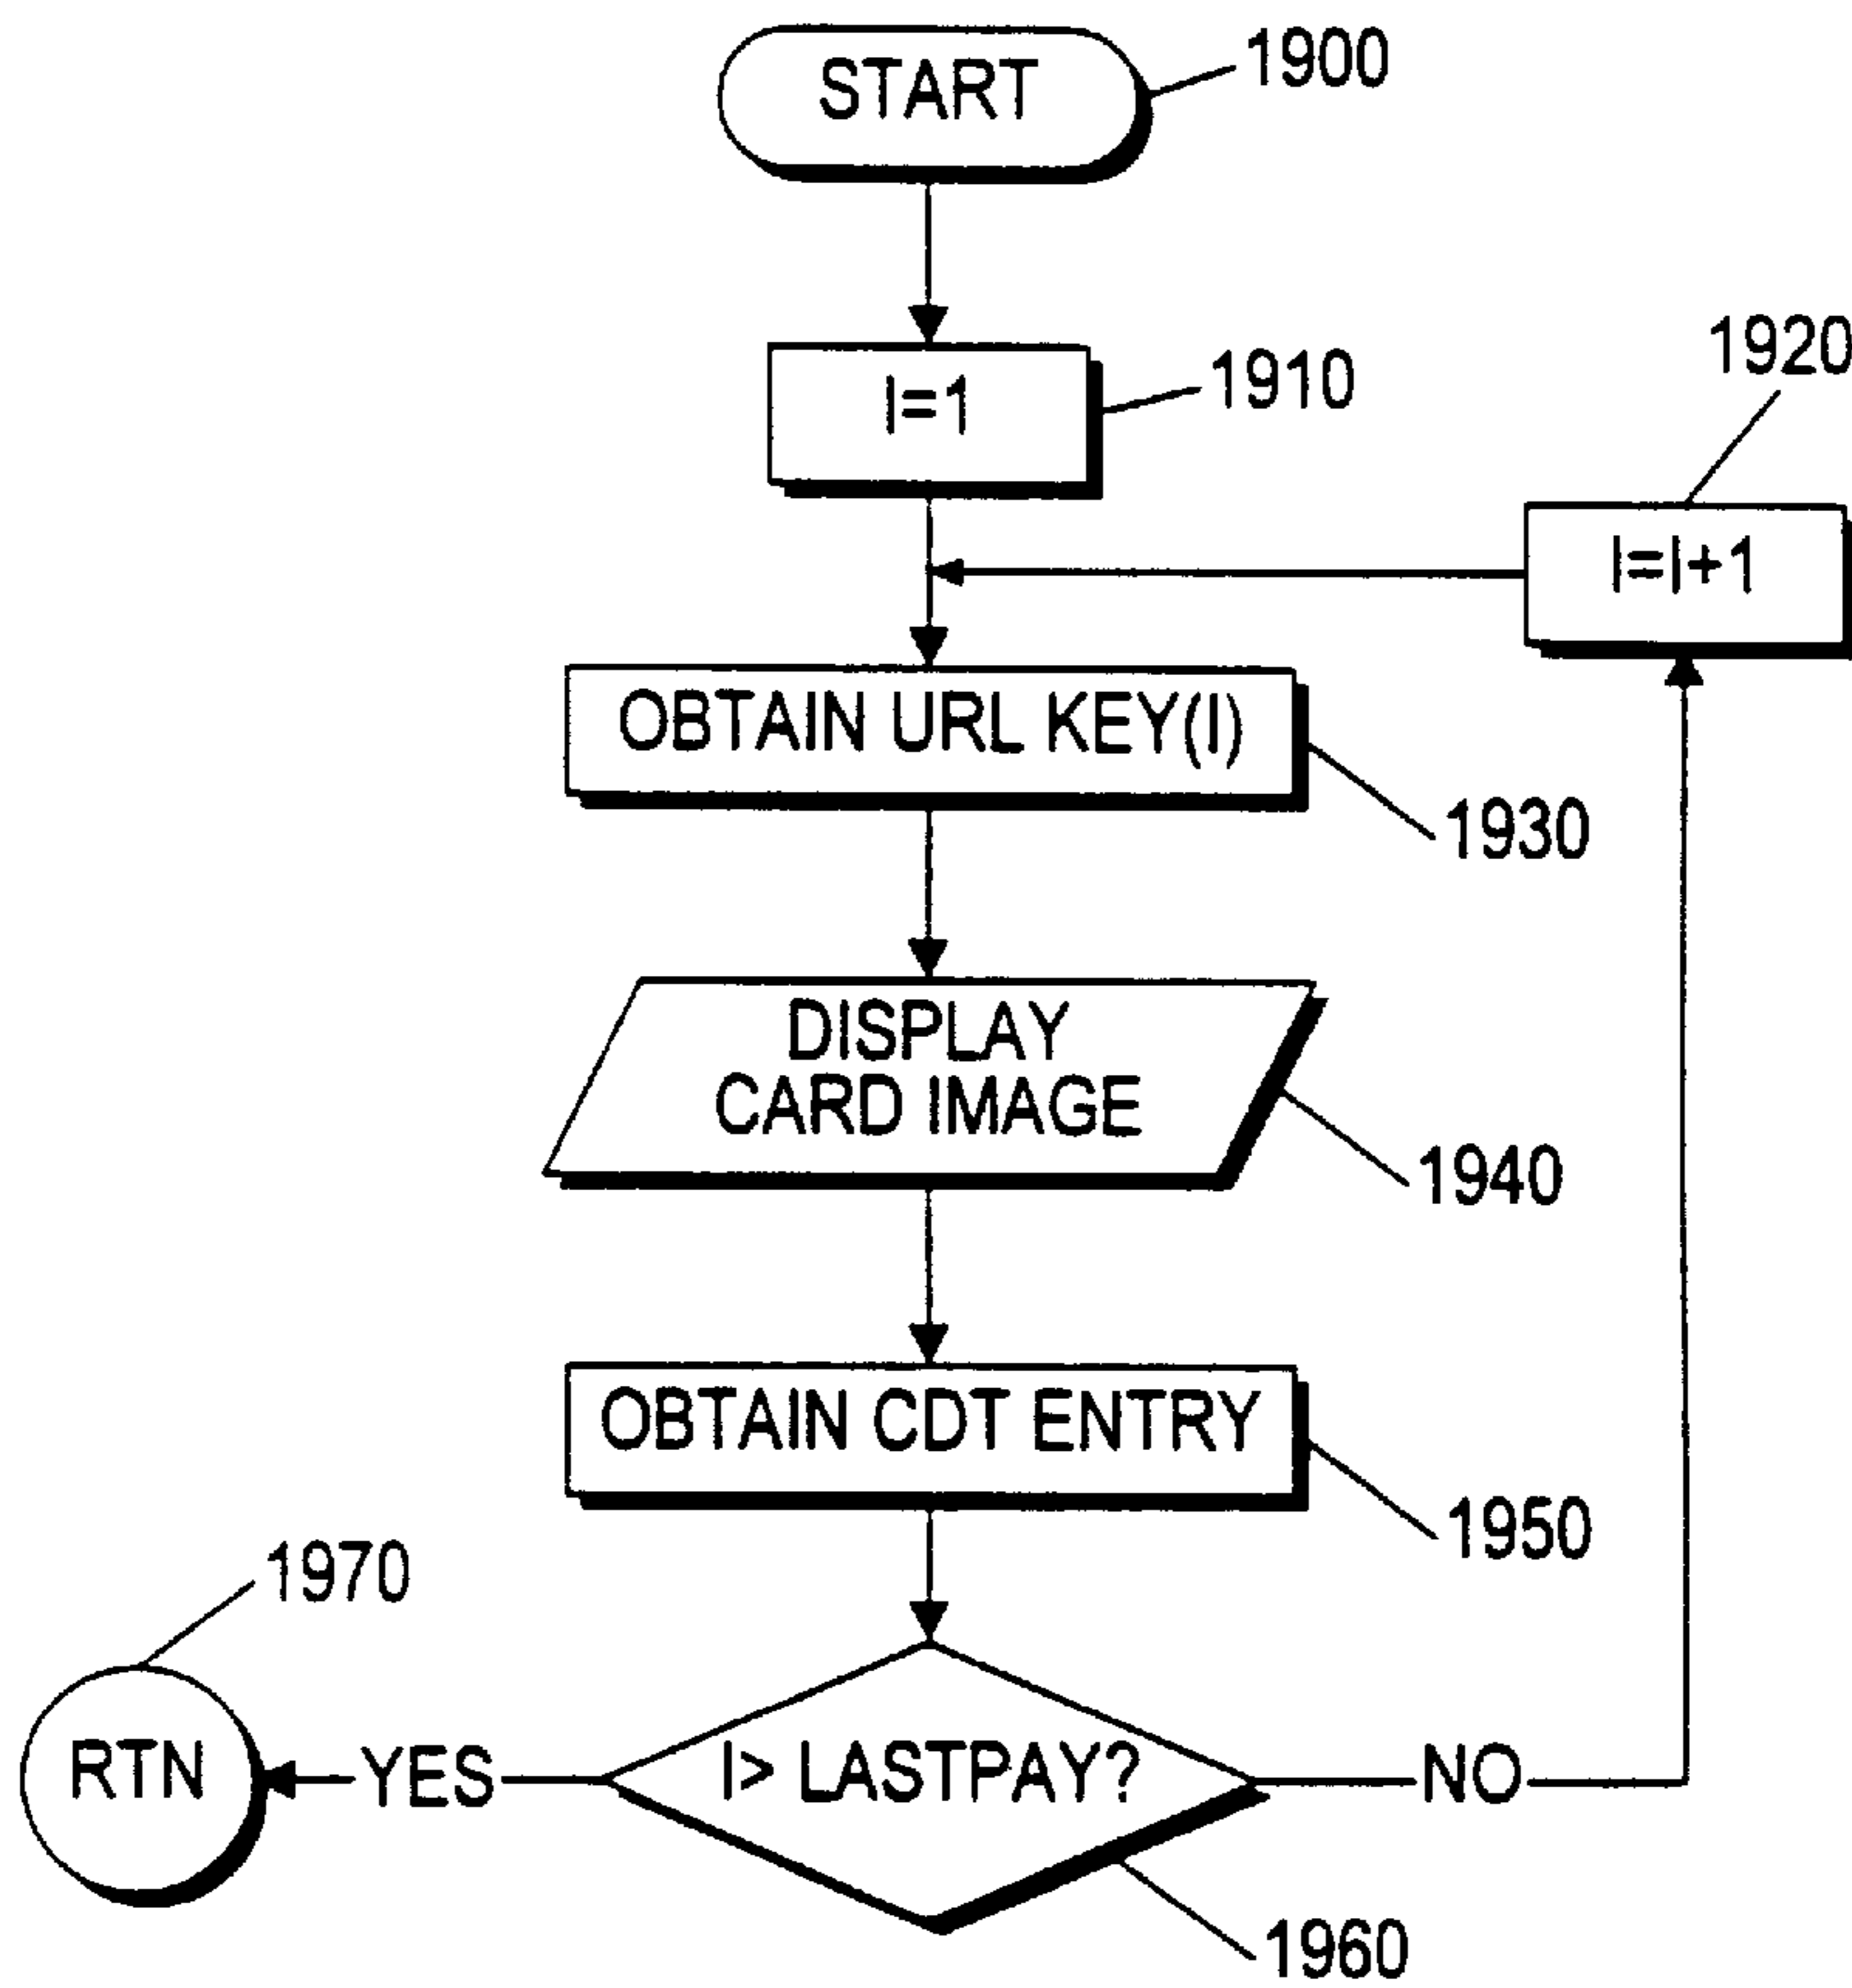 START
1900
I=1
1910
1920
I=I+1
OBTAIN URL KEY(I)
1930
DISPLAY
CARD IMAGE
1940
OBTAIN CDT ENTRY
1950
1970
RTN
YES
I> LASTPAY?
NO
1960